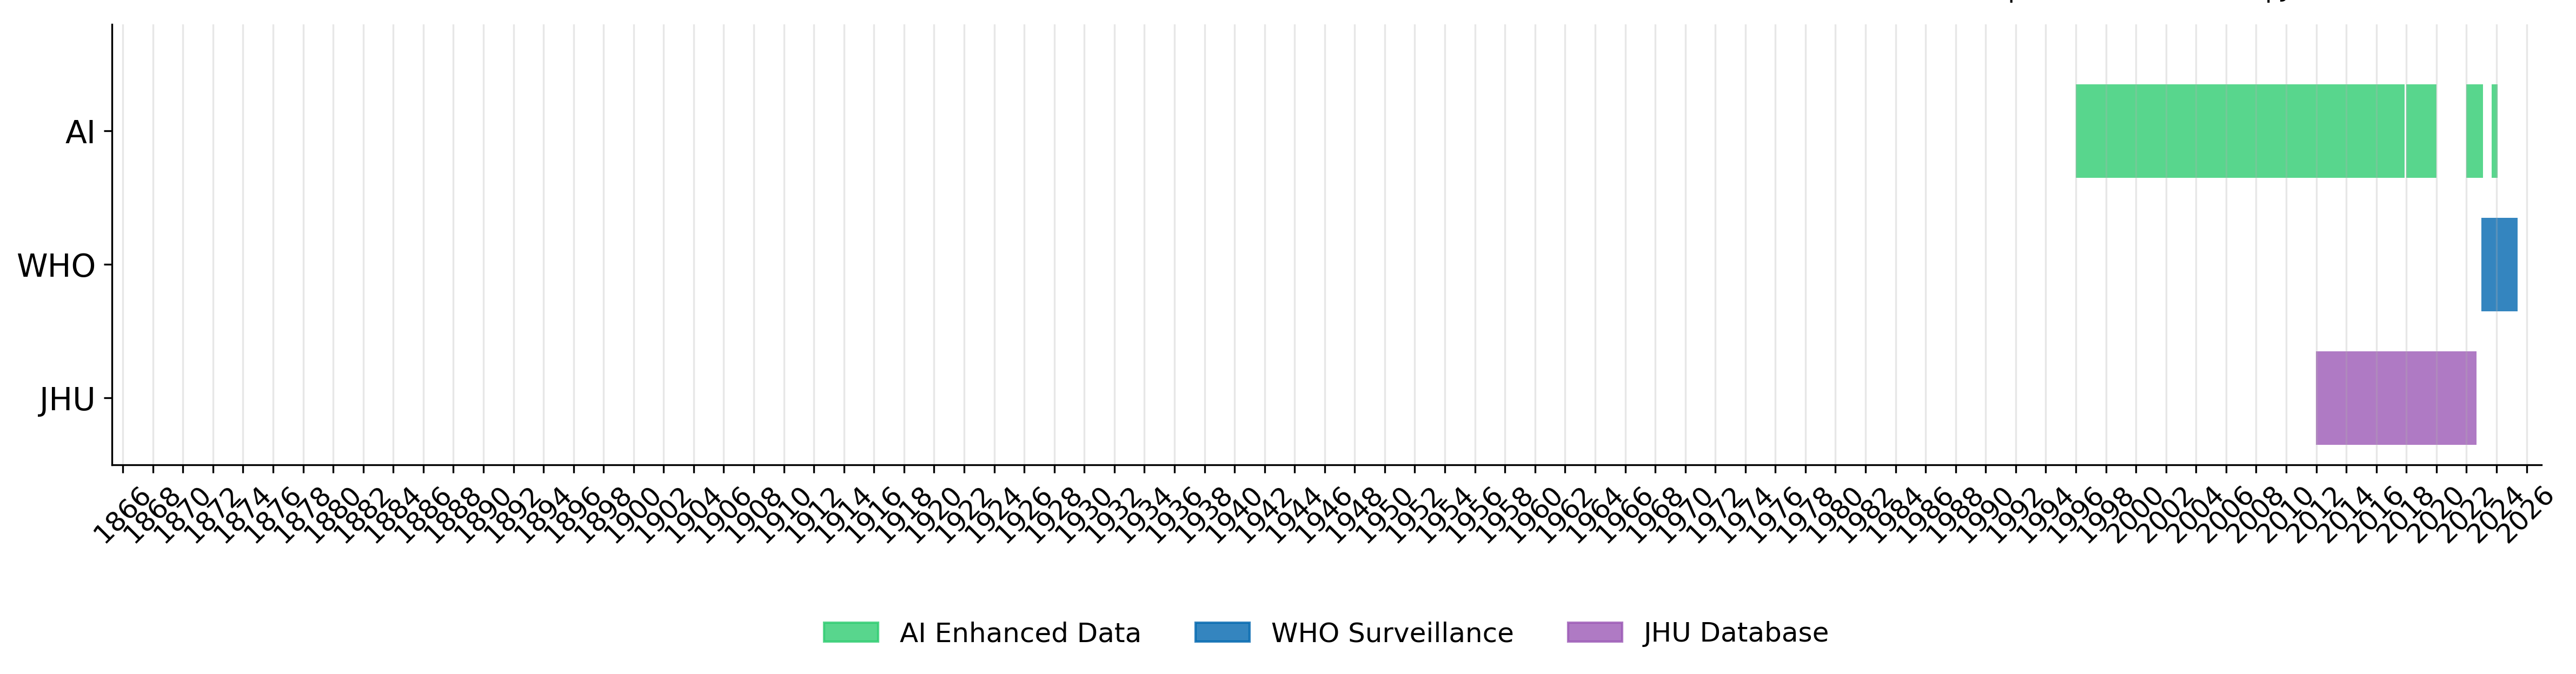 AI
WHO
JHU
1866 1868 1870 1872 1874 1876 1878 1880 1882 1884 1886 1888 1890 1892 1894 1896 1898 1900 1902 1904 1906 1908 1910 1912 1914 1916 1918 1920 1922 1924 1926 1928 1930 1932 1934 1936 1938 1940 1942 1944 1946 1948 1950 1952 1954 1956 1958 1960 1962 1964 1966 1968 1970 1972 1974 1976 1978 1980 1982 1984 1986 1988 1990 1992 1994 1996 1998 2000 2002 2004 2006 2008 2010 2012 2014 2016 2018 2020 2022 2024 2026
AI Enhanced Data WHO Surveillance JHU Database